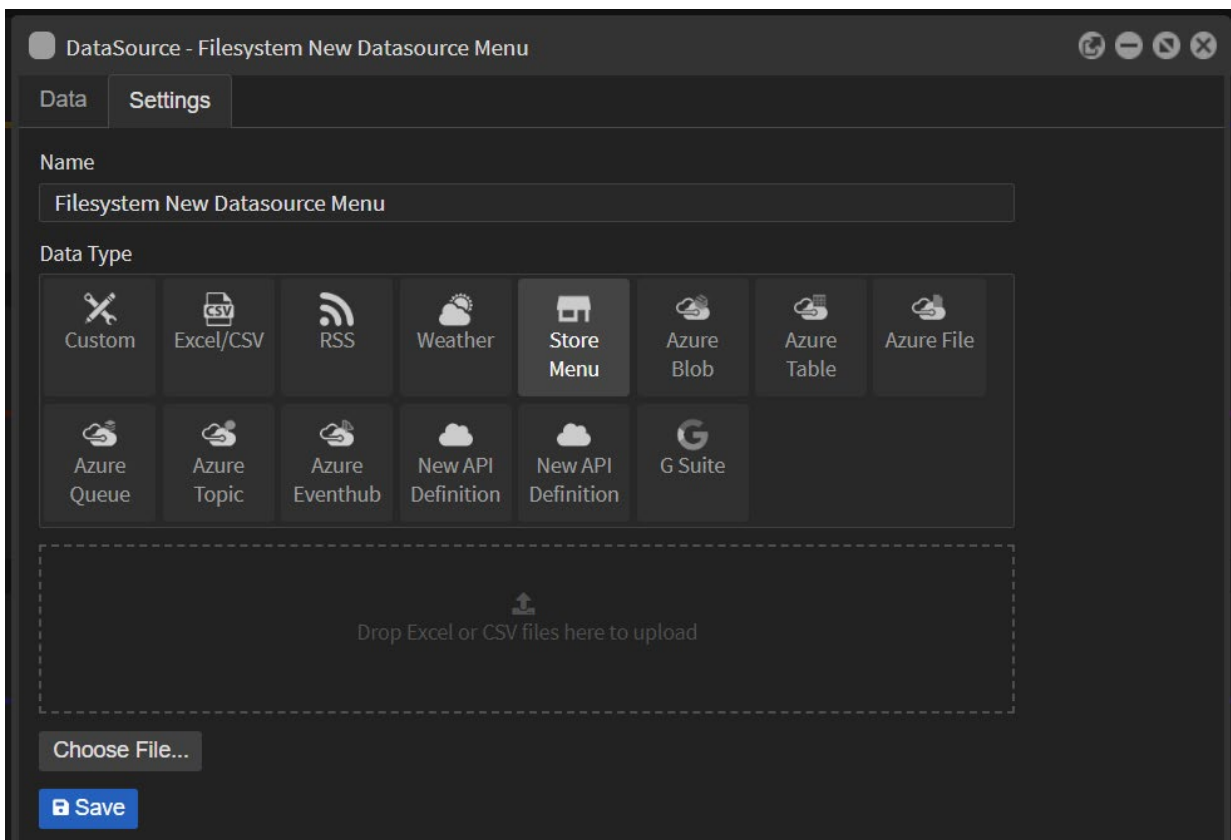 DataSource - Filesystem New Datasource Menu
Data
Settings
Name
Filesystem New Datasource Menu
Data Type
Custom
CSV
Excel/CSV
RSS
Weather
Store
Menu
Azure
Blob
Azure
Table
Azure File
Azure
Queue
Azure
Topic
Azure
Eventhub
New API
Definition
New API
Definition
G Suite
Drop Excel or CSV files here to upload
Choose File...
Save